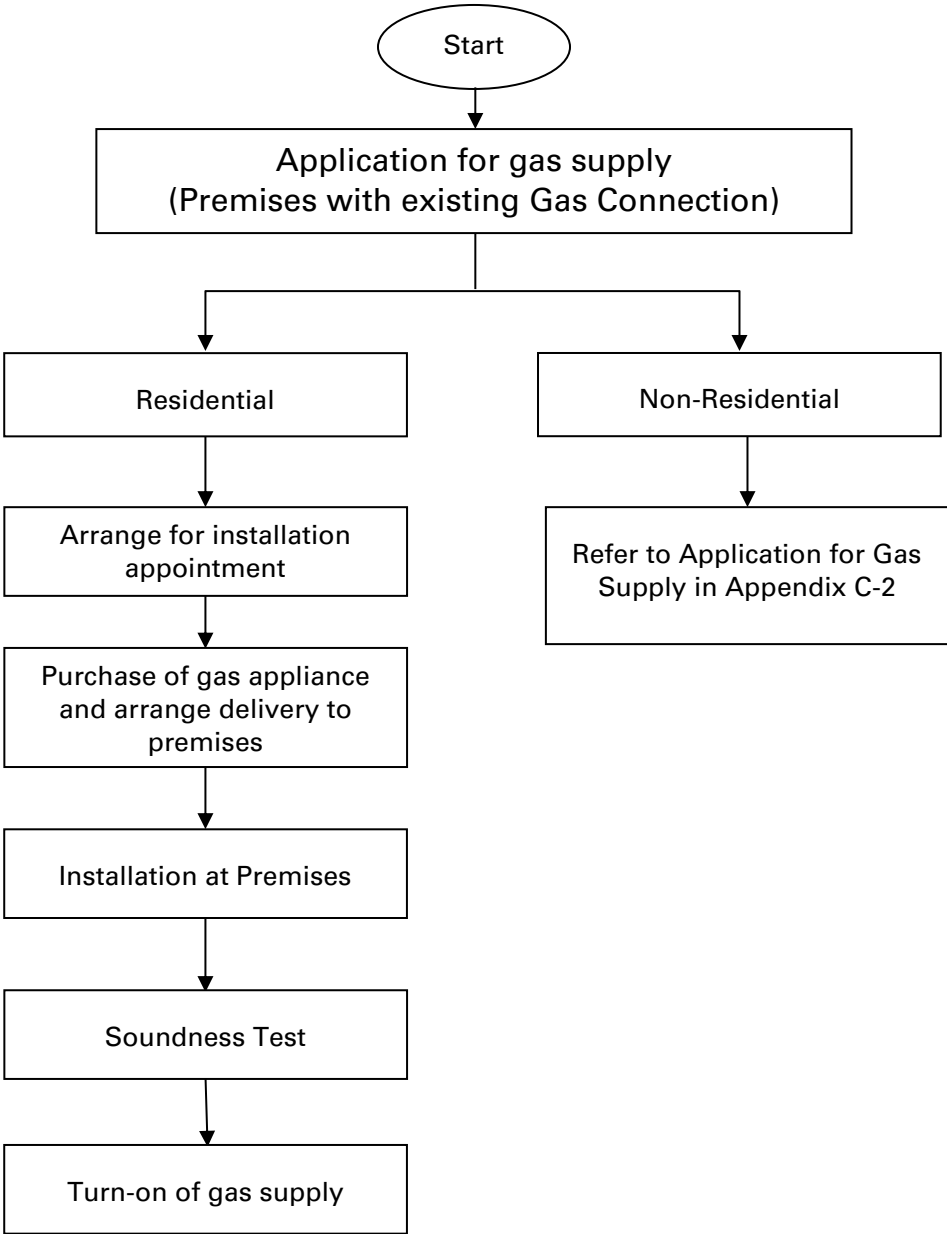 Start
Application for gas supply
(Premises with existing Gas Connection)
Residential
Non-Residential
Arrange for installation
appointment
Refer to Application for Gas
Supply in Appendix C-2
Purchase of gas appliance
and arrange delivery to
premises
Installation at Premises
Soundness Test
Turn-on of gas supply